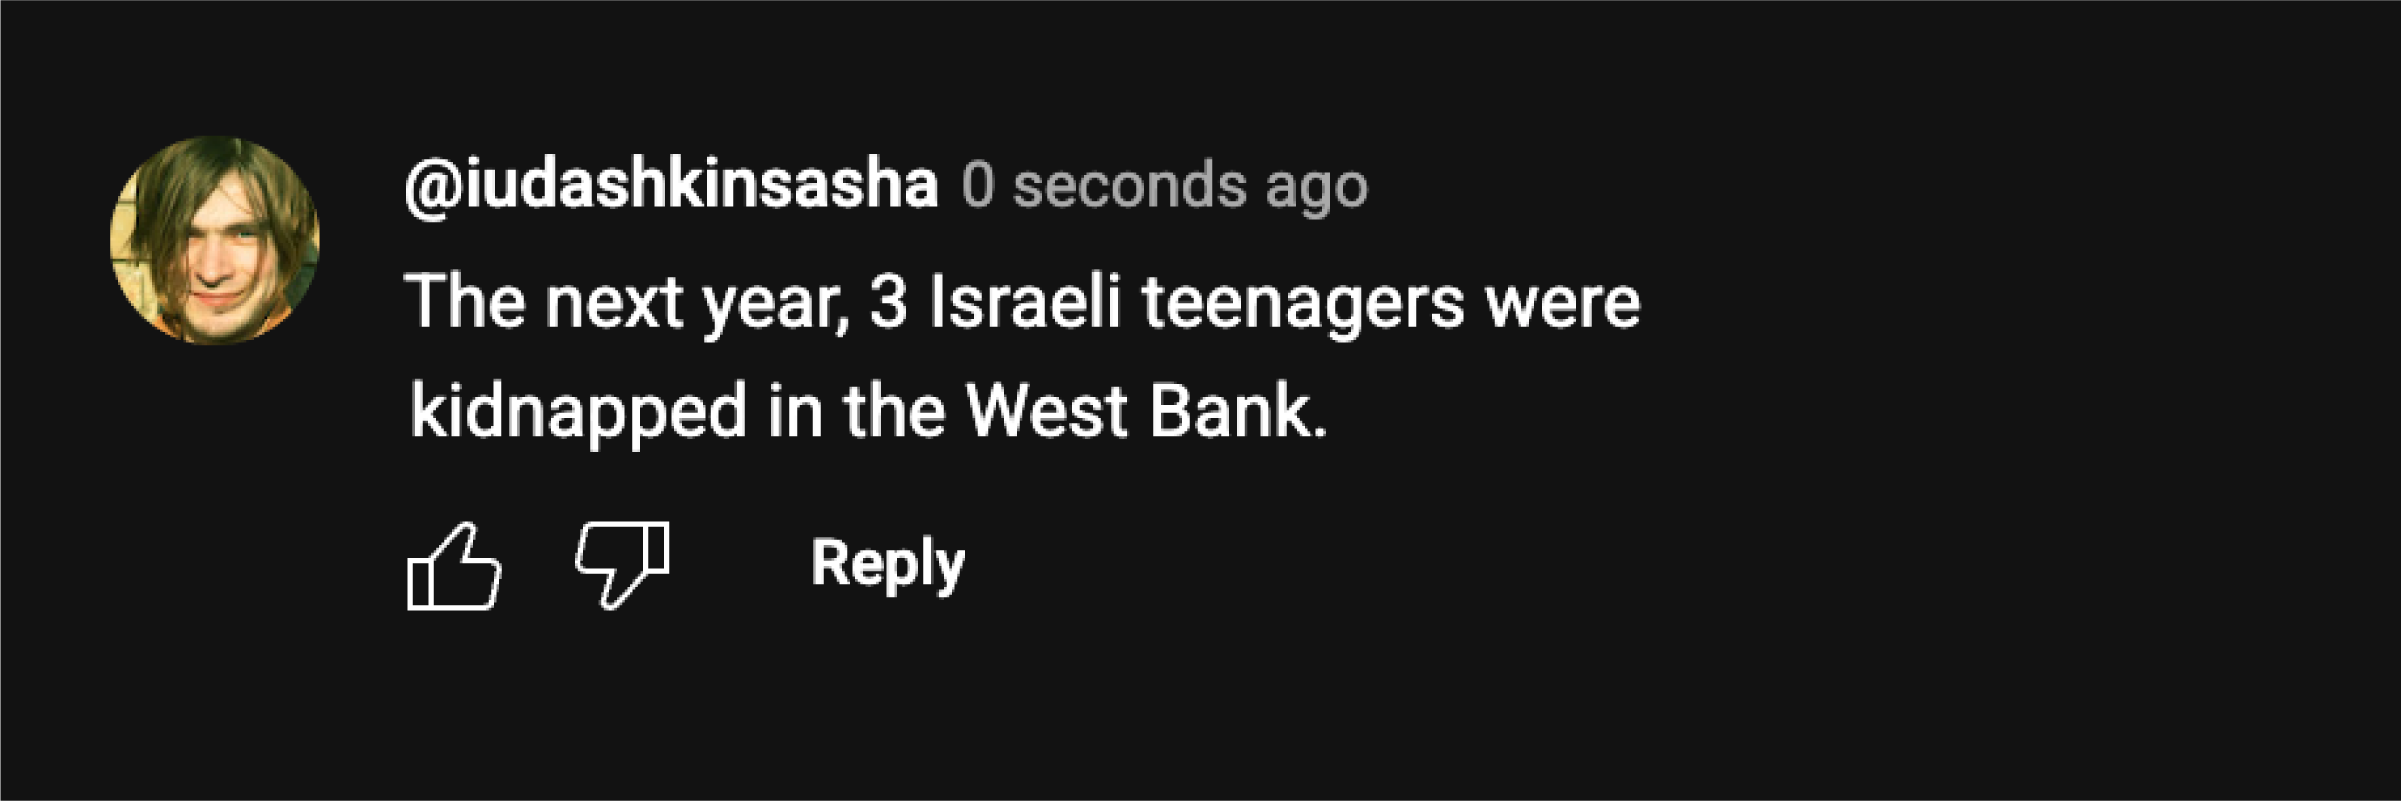 @iudashkinsasha 0 seconds ago
The next year, 3 Israeli teenagers were
kidnapped in the West Bank.
Reply